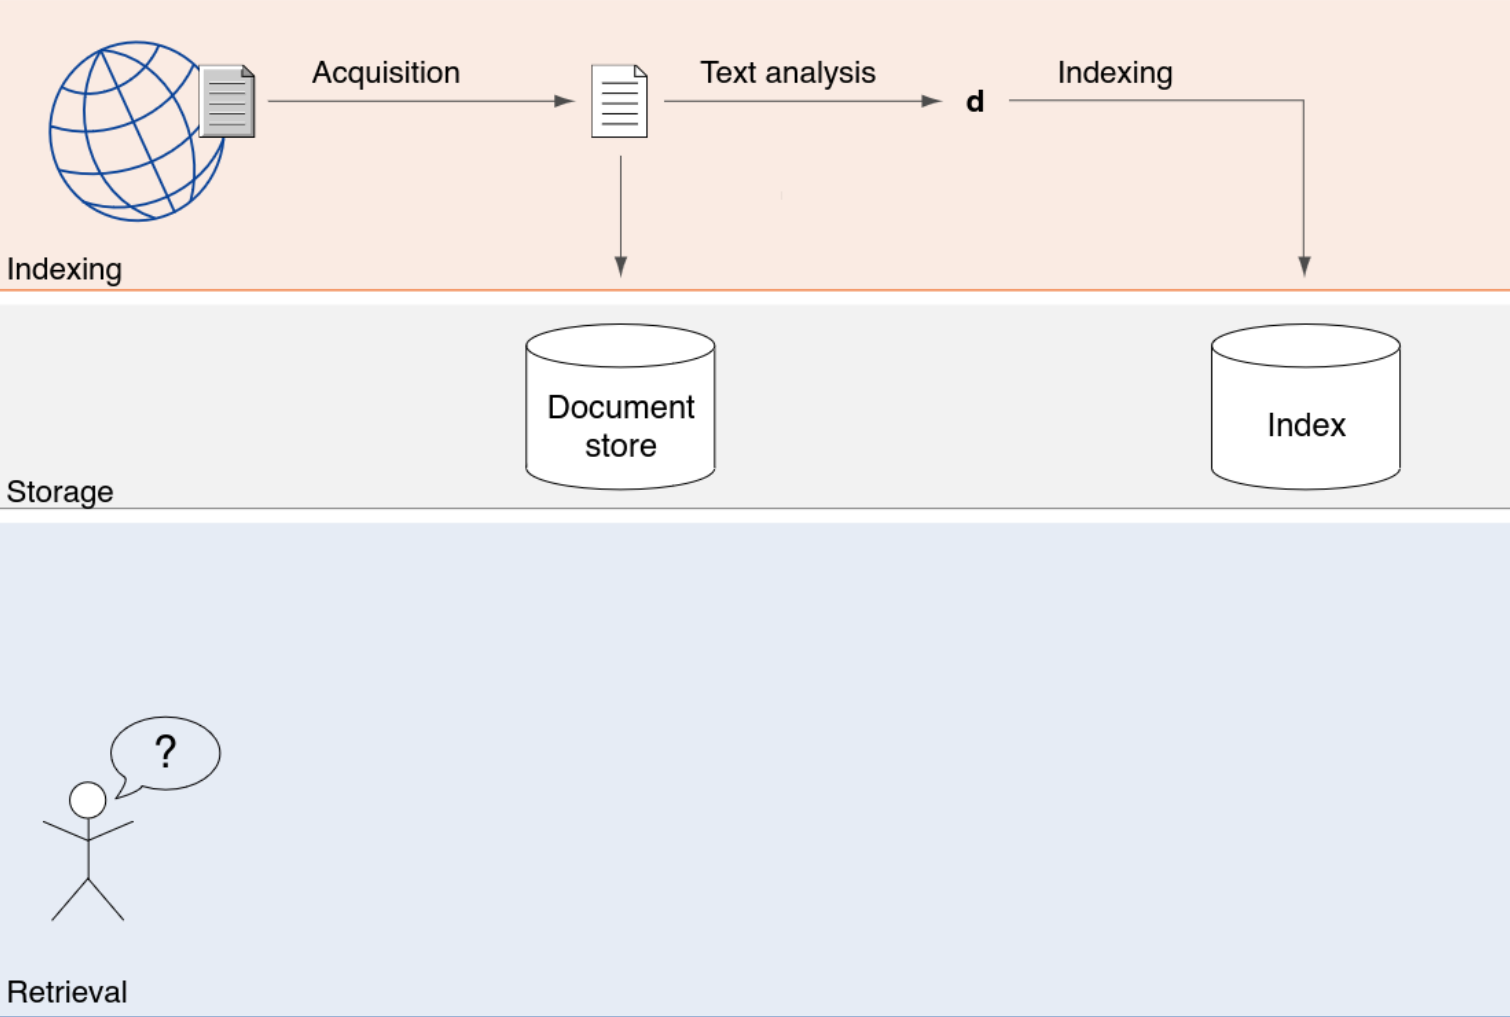 Acquisition
Text analysis
d
Indexing
Indexing
Document
store
Index
Storage
?
Retrieval